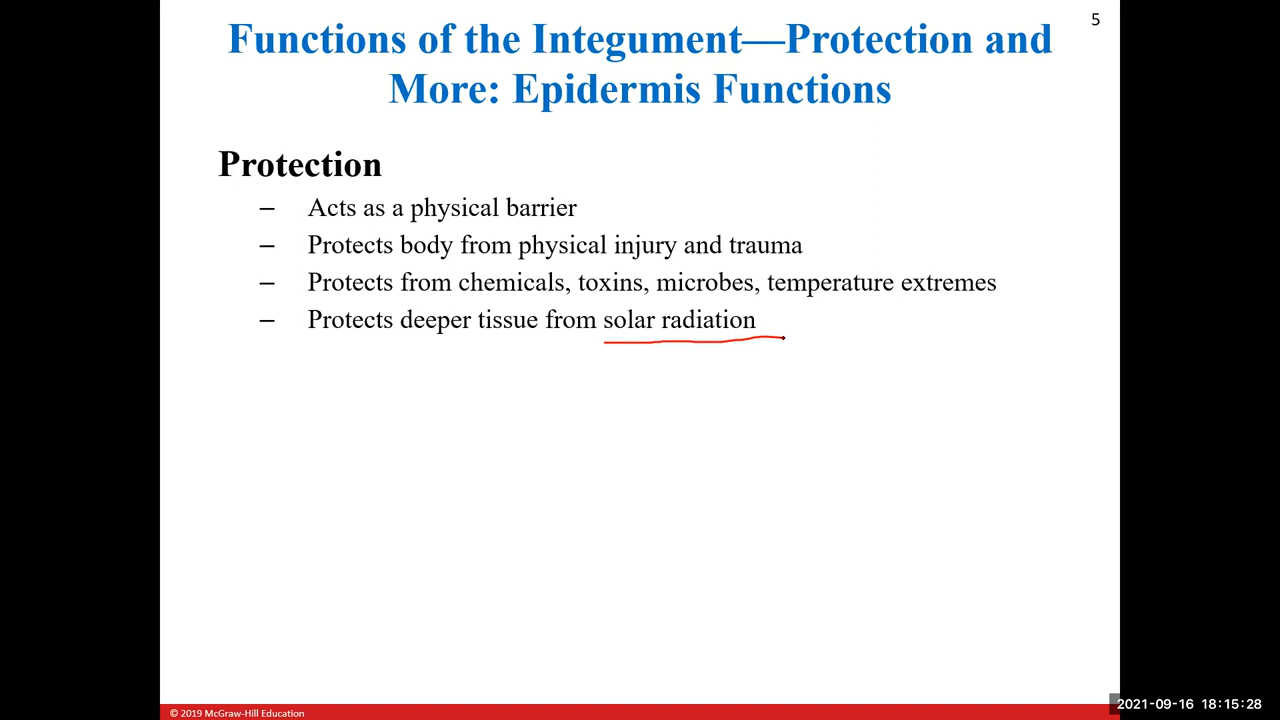 5
Functions of the Integument—Protection and
More: Epidermis Functions
Protection
– Acts as a physical barrier
– Protects body from physical injury and trauma
– Protects from chemicals, toxins, microbes, temperature extremes
– Protects deeper tissue from solar radiation
© 2019 McGraw-Hill Education
2021-09-16 18:15:28